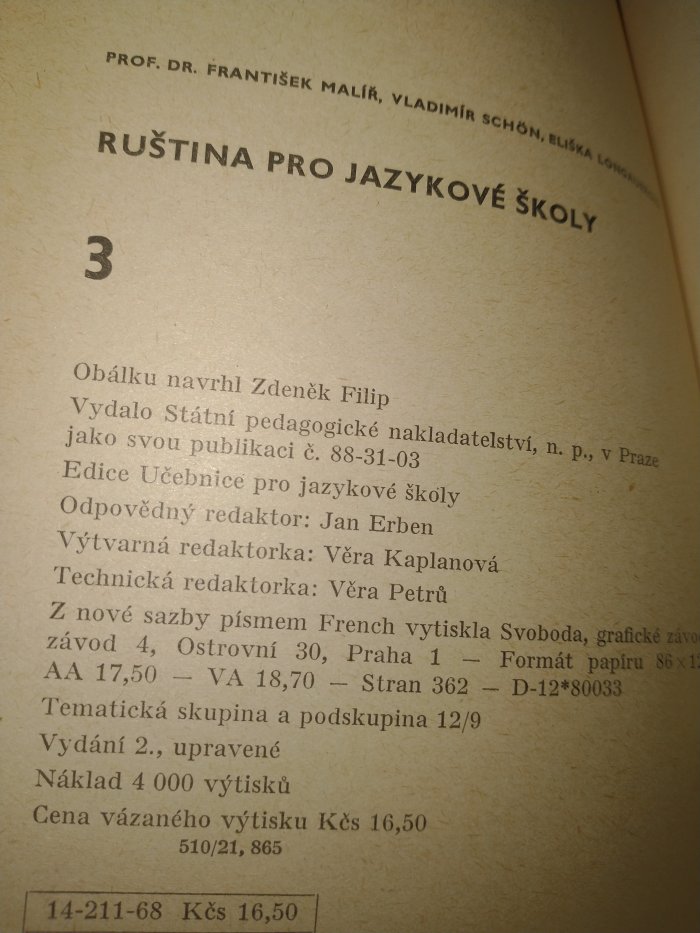 PROF. DR. FRANTIŠEK MALÍŘ, VLADIMÍR SCHÖN, ELIŠKA
RUŠTINA PRO JAZYKOVÉ ŠKOLY
3
Obálku navrhl Zdeněk Filip
Vydalo Státní pedagogické nakladatelství, n. p., v Praze
jako svou publikaci č. 88-31-03
Edice Učebnice pro jazykové školy
Odpovědný redaktor: Jan Erben
Výtvarná redaktorka: Věra Kaplanová
Technická redaktorka: Věra Petrů
Z nové sazby písmem French vytiskla Svoboda, grafické
závod 4, Ostrovní 30, Praha 1 — Formát papíru
AA 17,50 — VA 18,70 — Stran 362 — D-12*80033
Tematická skupina a podskupina 12/9
Vydání 2., upravené
Náklad 4 000 výtisků
Cena vázaného výtisku Kčs 16,50
510/21, 865
14-211-68 Kčs 16,50